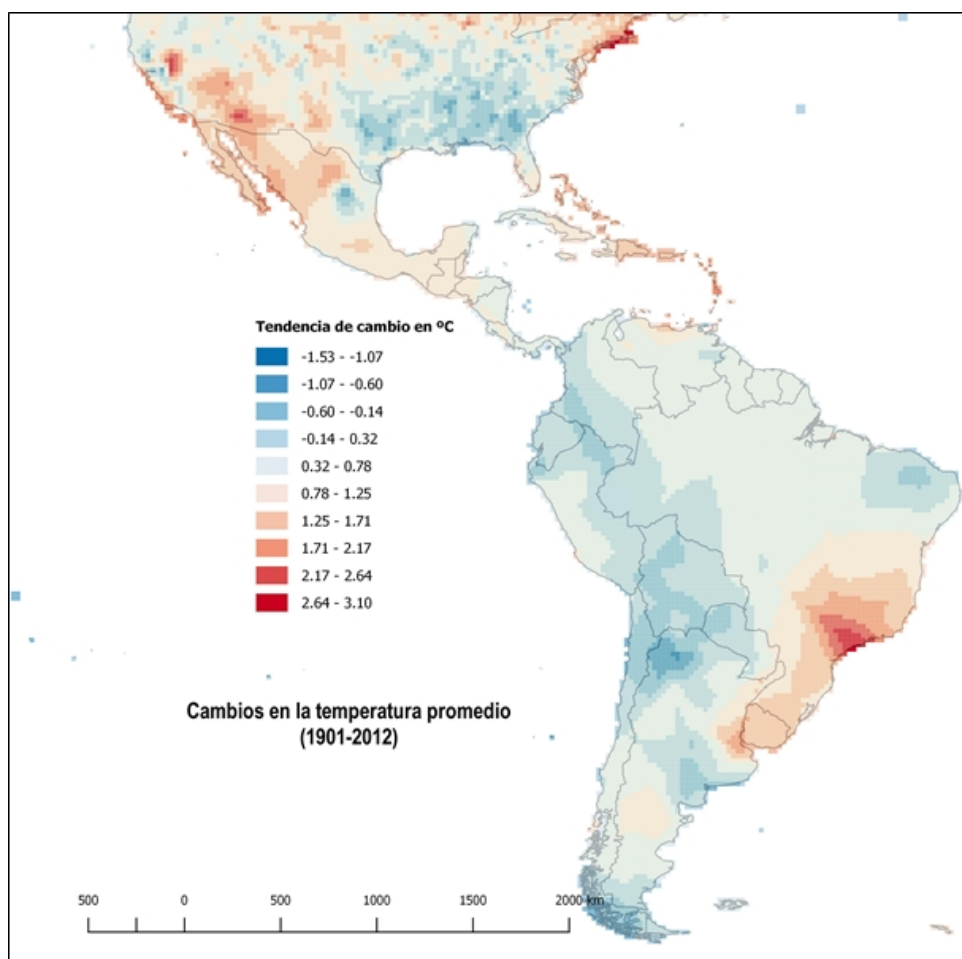 Tendencia de cambio en ºC
-1.53 - -1.07
-1.07 - -0.60
-0.60 - -0.14
-0.14 - 0.32
0.32 - 0.78
0.78 - 1.25
1.25 - 1.71
1.71 - 2.17
2.17 - 2.64
2.64 - 3.10
Cambios en la temperatura promedio
(1901-2012)
500 0 500 1000 1500 2000 km